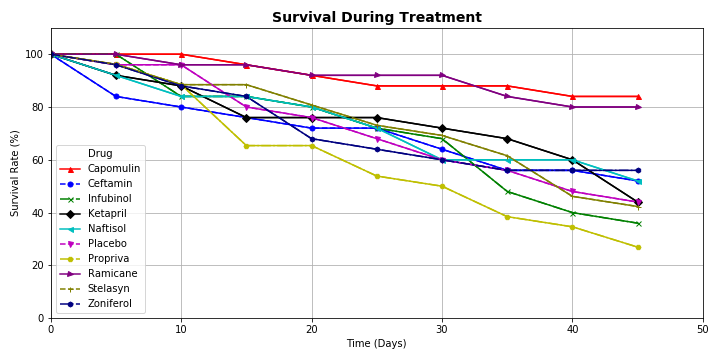 Survival During Treatment
Survival Rate (%)
100
80
60
40
20
0
Drug
Capomulin
Ceftamin
Infubinol
Ketapril
Naftisol
Placebo
Propriva
Ramicane
Stelasyn
Zoniferol
0 10 20 30 40 50
Time (Days)